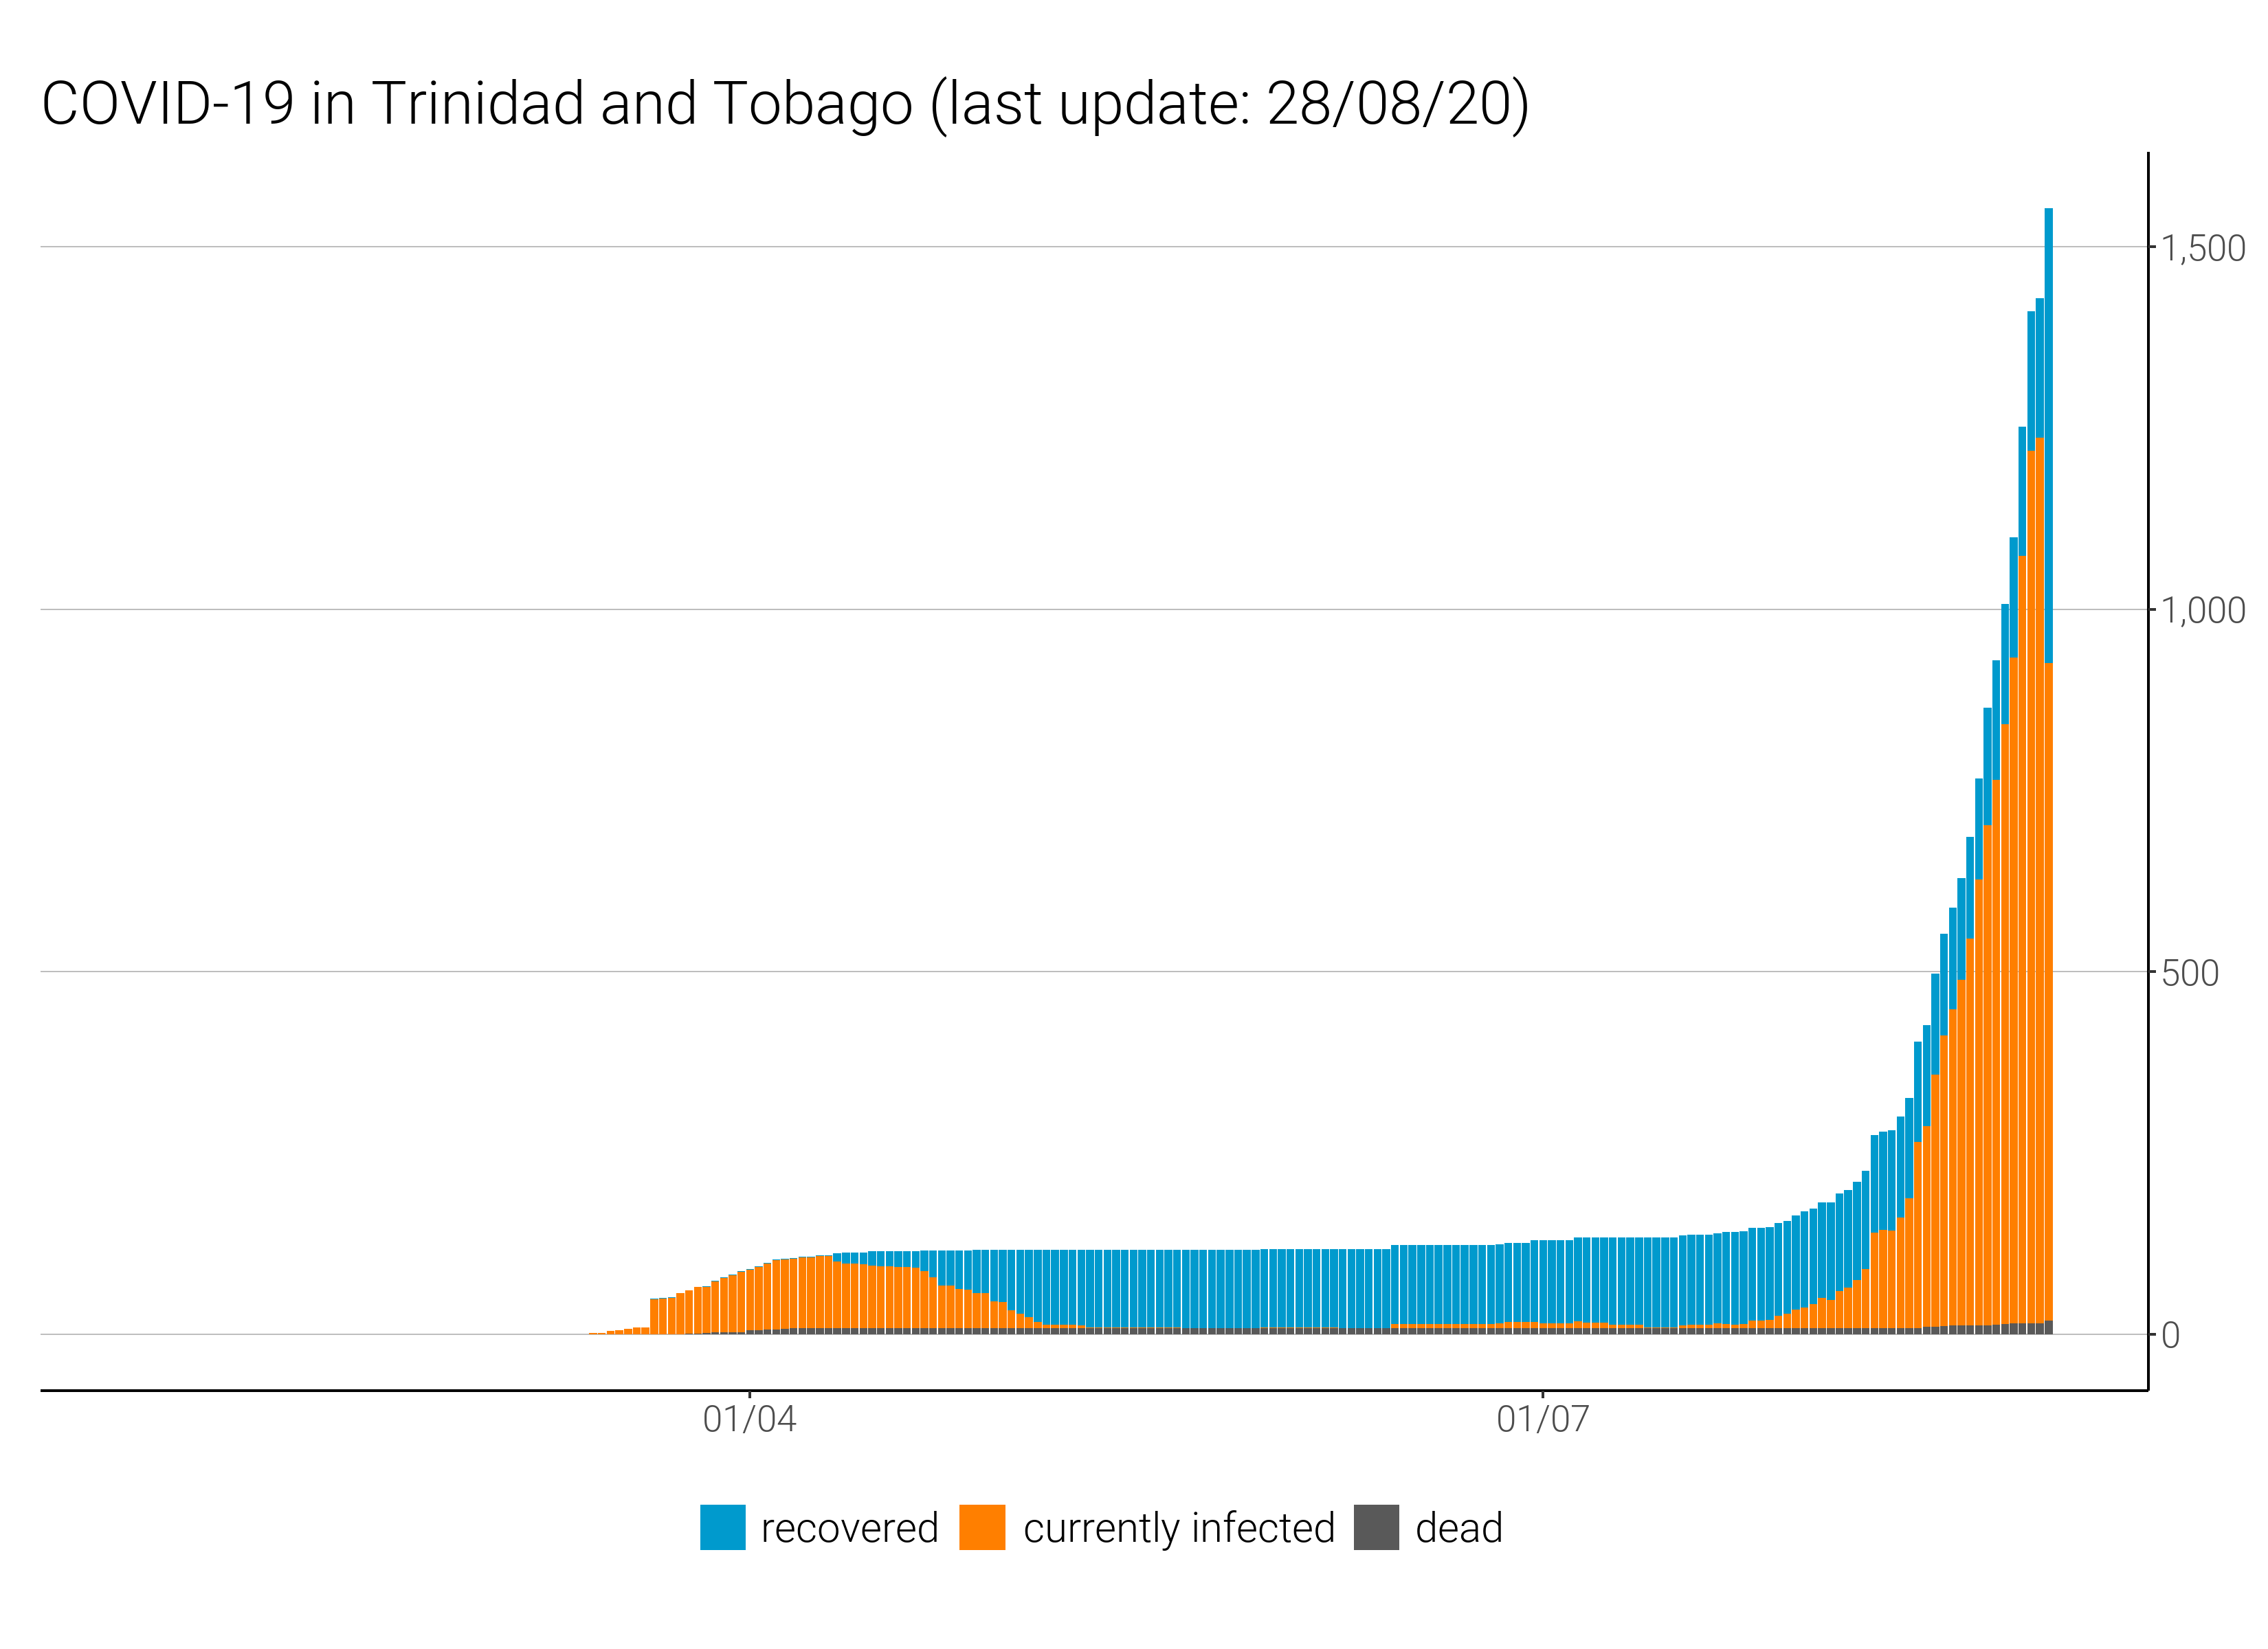 COVID-19 in Trinidad and Tobago (last update: 28/08/20)
1,500
1,000
500
0
01/04 01/07
recovered currently infected dead